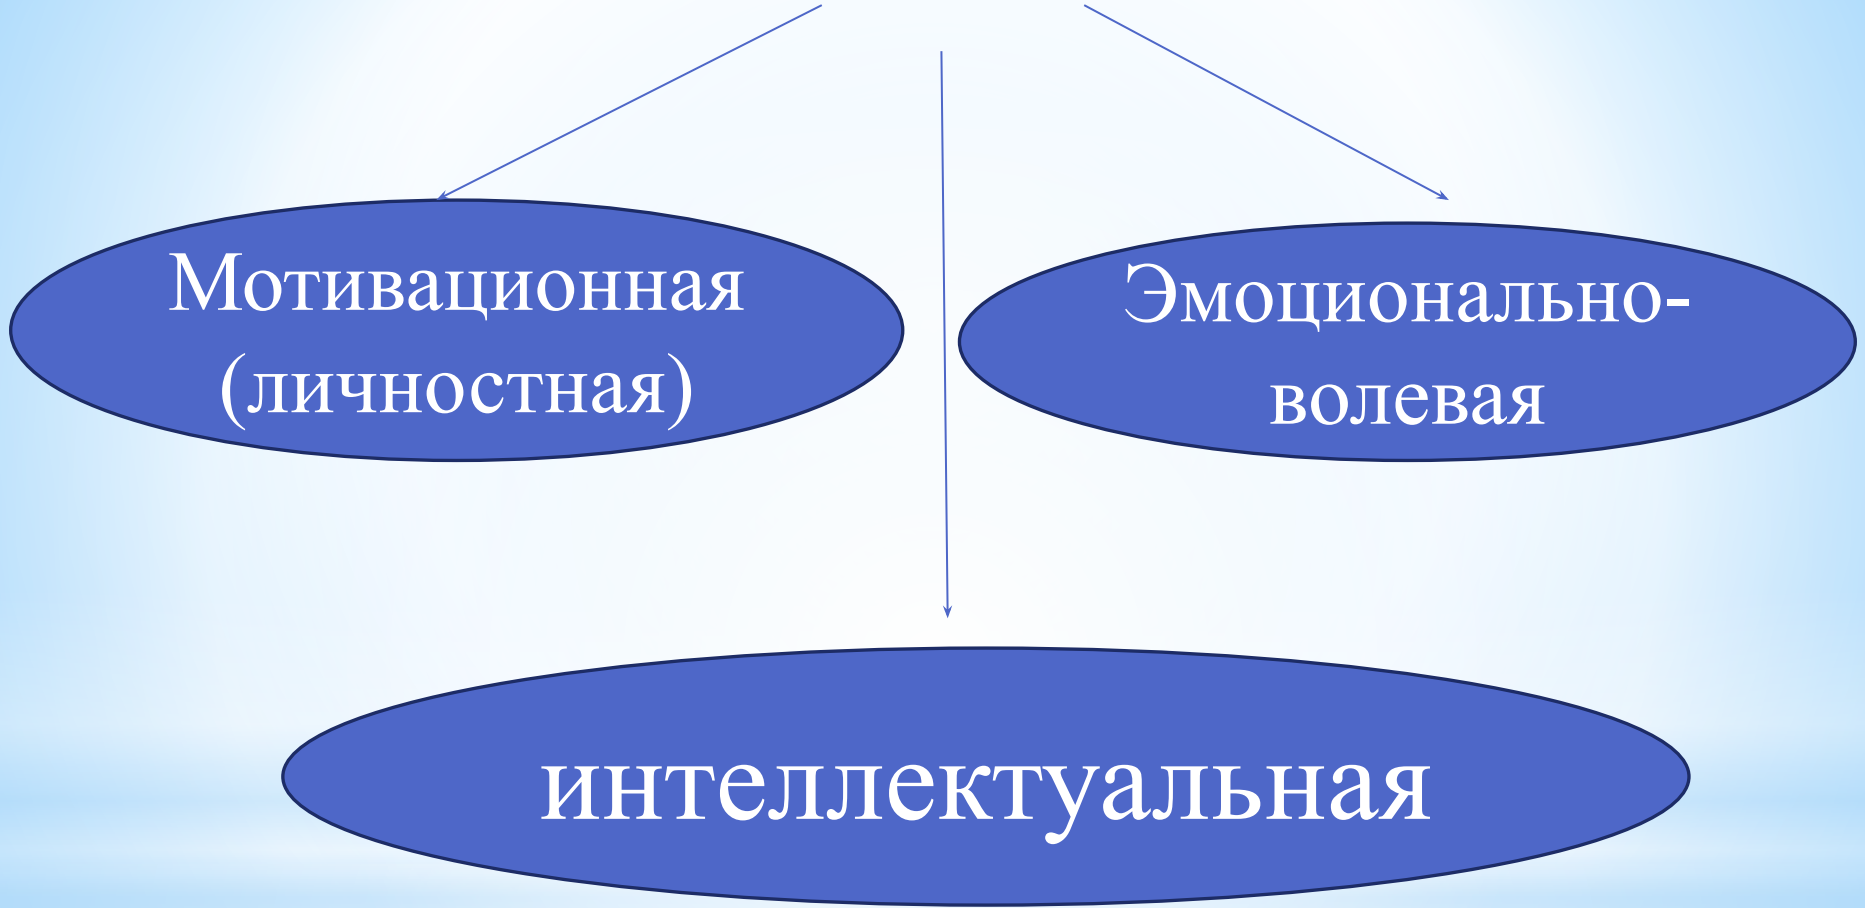 Мотивационная
(личностная)
Эмоционально-
волевая
интеллектуальная